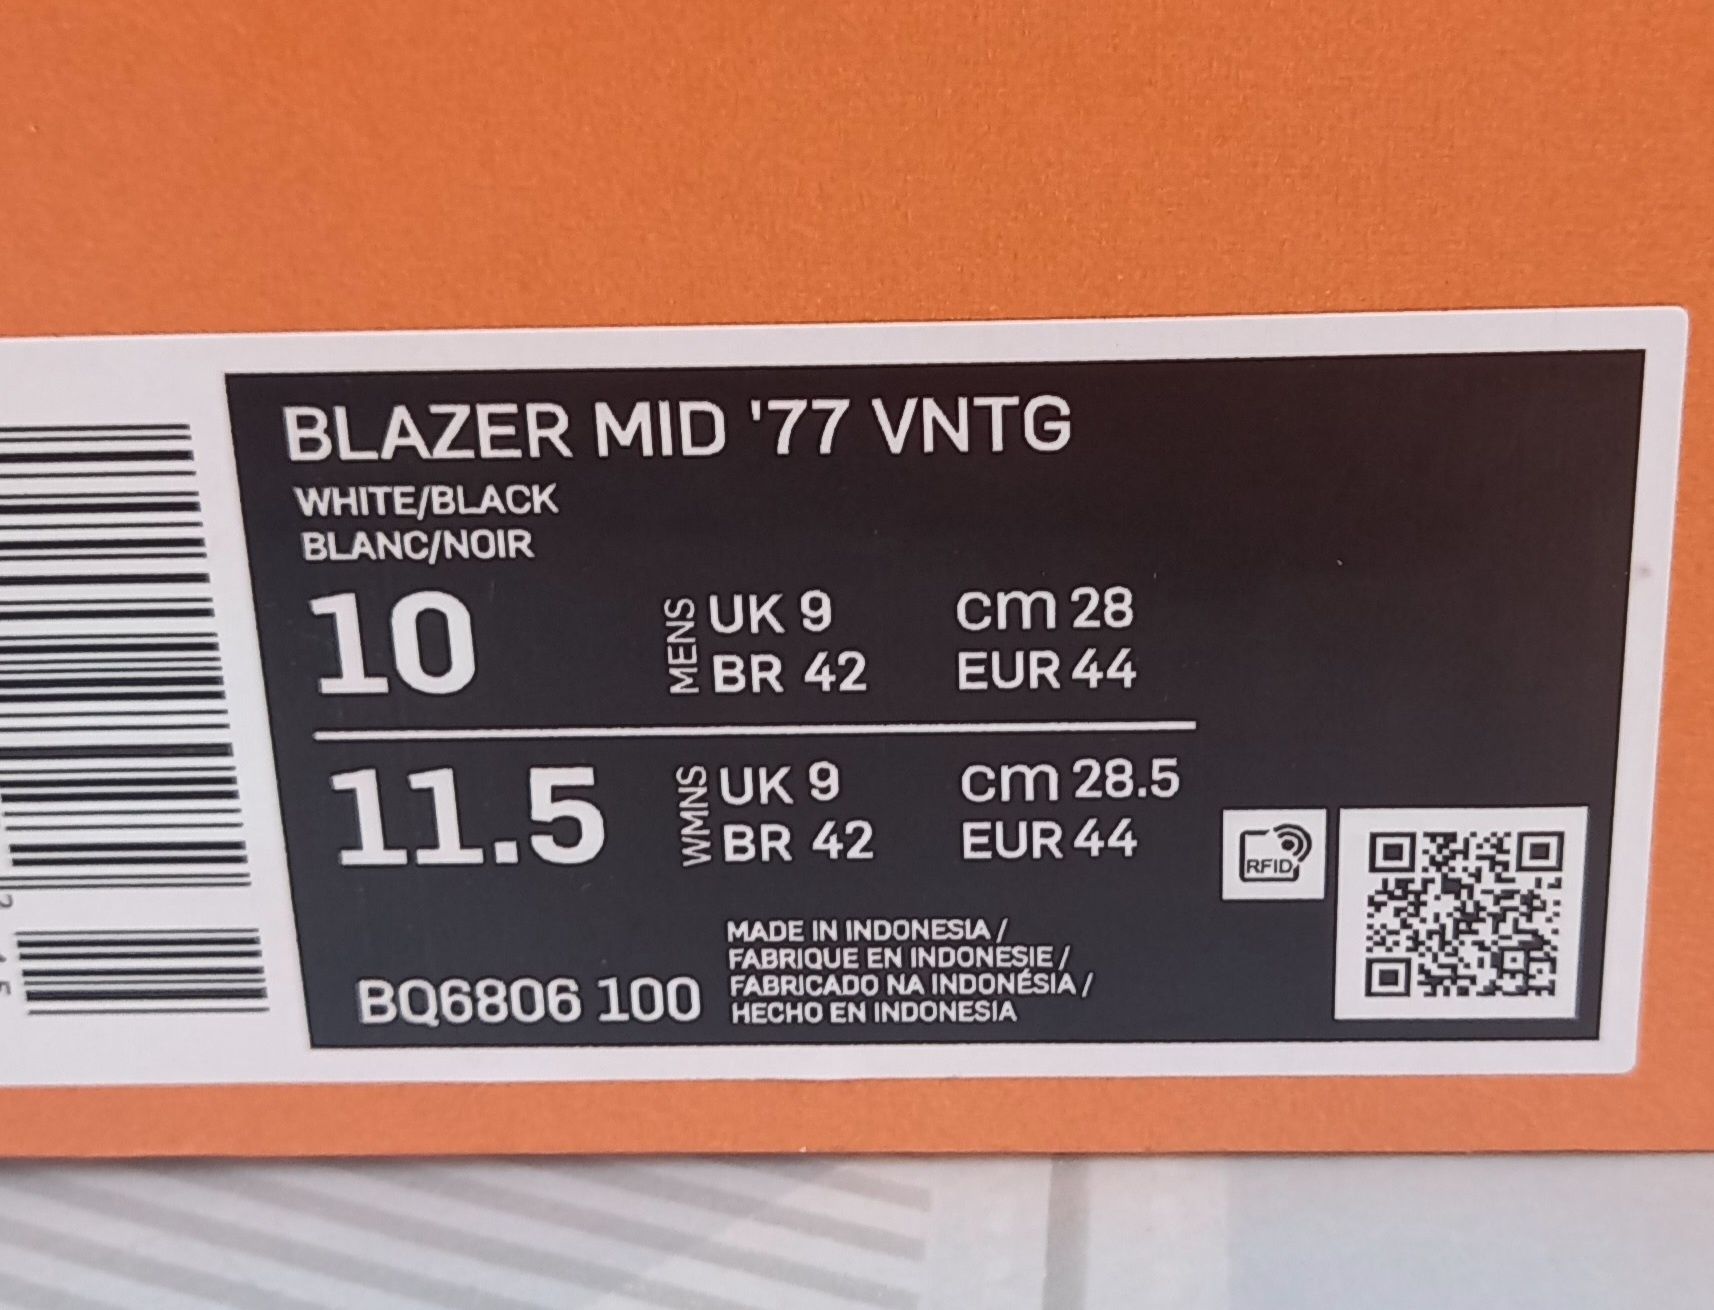 BLAZER MID '77 VNTG
WHITE/BLACK
BLANC/NOIR
10 MENS UK 9 cm 28
BR 42 EUR 44
11.5 WMNS UK 9 cm 28.5
BR 42 EUR 44
RFID
MADE IN INDONESIA /
FABRIQUE EN INDONESIE /
FABRICADO NA INDONÉSIA /
HECHO EN INDONESIA
BQ6806 100